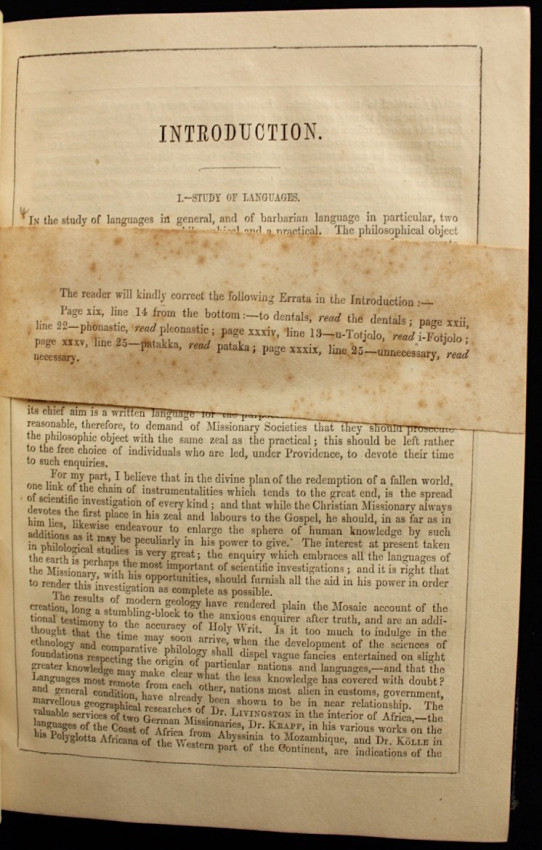 INTRODUCTION.
I.—STUDY OF LANGUAGES.
IN the study of languages in general, and of barbarian language in particular, two
and a practical. The philosophical object
The reader will kindly correct the following Errata in the Introduction :—
Page xix, line 14 from the bottom :—to dentals, read the dentals ; page xxii,
line 22—phonastic, read pleonastic ; page xxxiv, line 13—u-Totjolo, read i-Fotjolo ;
page xxxv, line 25—patakka, read pataka ; page xxxix, line 25—unnecessary, read
necessary.
its chief aim is a written language for the
reasonable, therefore, to demand of Missionary Societies that they should prosecute
the philosophic object with the same zeal as the practical ; this should be left rather
to the free choice of individuals who are led, under Providence, to devote their time
to such enquiries.
For my part, I believe that in the divine plan of the redemption of a fallen world,
one link of the chain of instrumentalities which tends to the great end, is the spread
of scientific investigation of every kind ; and that while the Christian Missionary always
devotes the first place in his zeal and labours to the Gospel, he should, in as far as in
him lies, likewise endeavour to enlarge the sphere of human knowledge by such
additions as it may be peculiarly in his power to give. The interest at present taken
in philological studies is very great ; the enquiry which embraces all the languages of
the earth is perhaps the most important of scientific investigations ; and it is right that
the Missionary, with his opportunities, should furnish all the aid in his power in order
to render this investigation as complete as possible.
The results of modern geology have rendered plain the Mosaic account of the
creation, long a stumbling-block to the anxious enquirer after truth, and are an addi-
tional testimony to the accuracy of Holy Writ. Is it too much to indulge in the
thought that the time may soon arrive, when the development of the sciences of
ethnology and comparative philology shall dispel vague fancies entertained on slight
foundations respecting the origin of particular nations and languages,—and that the
greater knowledge may make clear what the less knowledge has covered with doubt?
Languages most remote from each other, nations most alien in customs, government,
and general condition, have already been shown to be in near relationship. The
marvellous geographical researches of Dr. LIVINGSTON in the interior of Africa,—the
valuable services of two German Missionaries, Dr. KRAPF, in his various works on the
languages of the Coast of Africa from Abyssinia to Mozambique, and Dr. KÖLLE in
his Polyglotta Africana of the Western part of the Continent, are indications of the